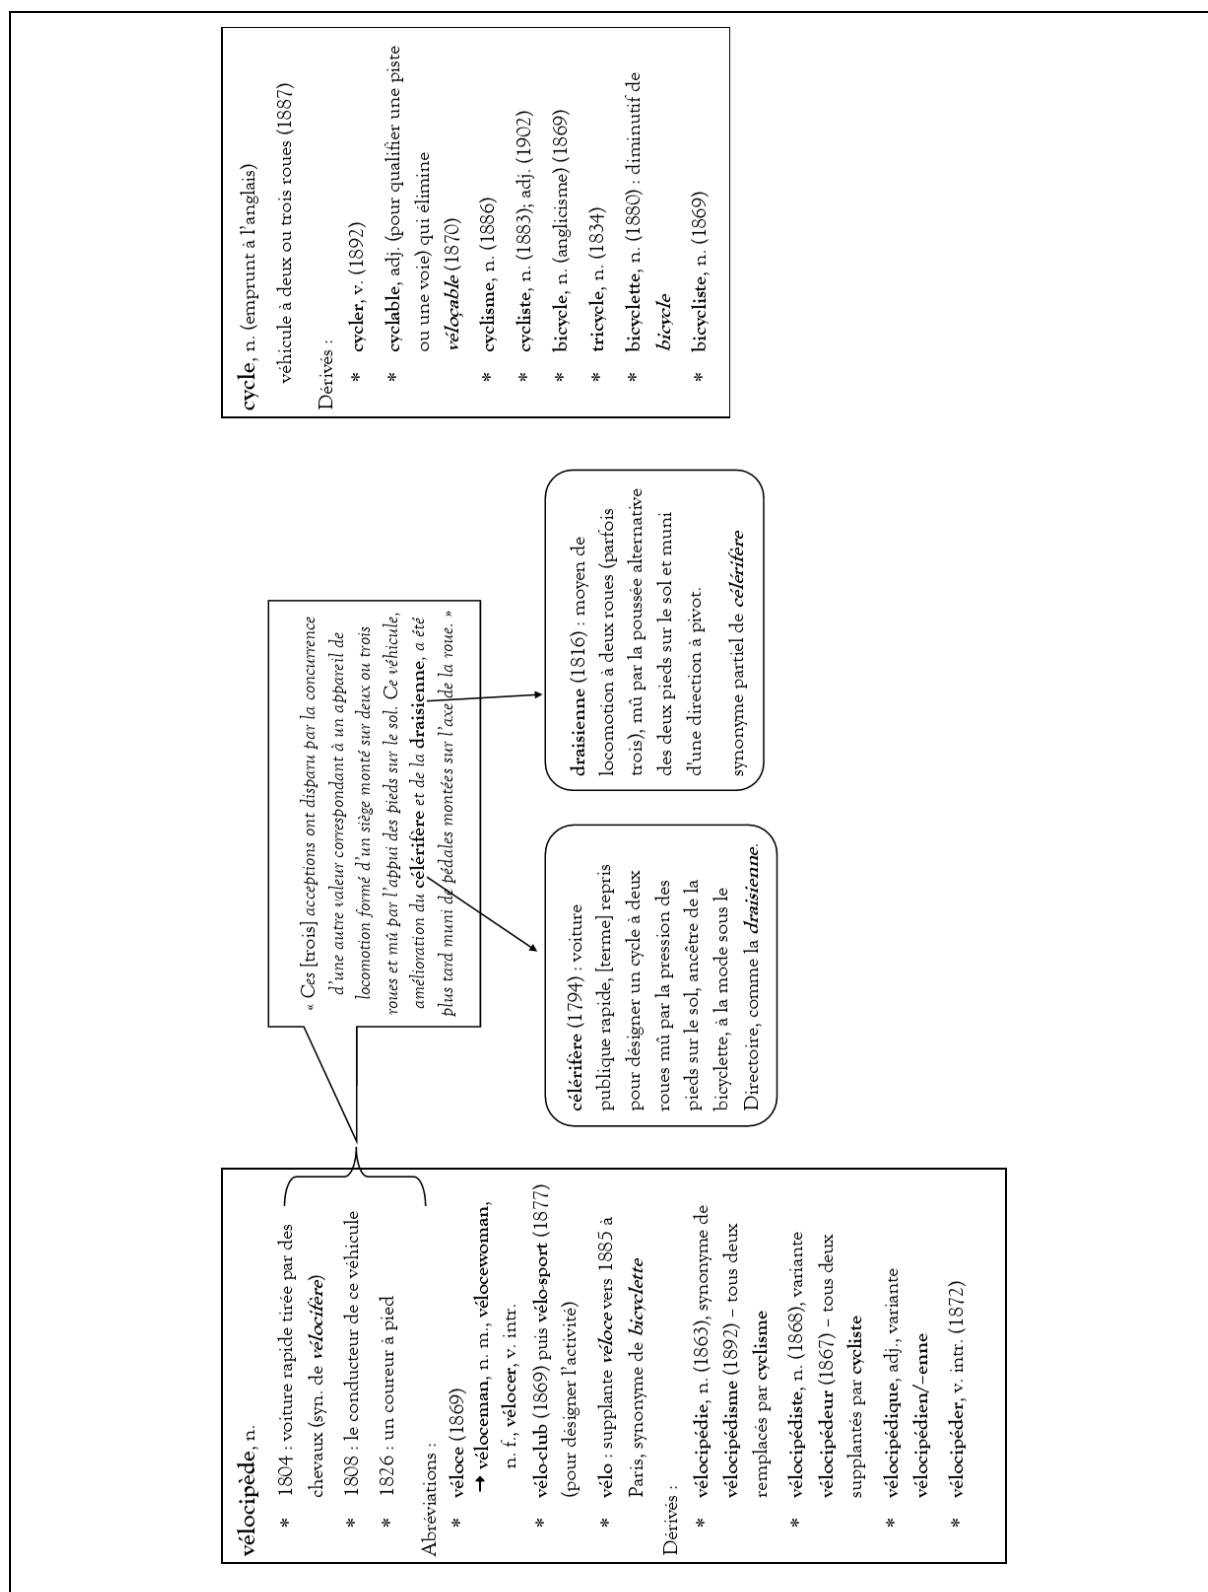 vélocipède, n.
* 1804 : voiture rapide tirée par des
chevaux (syn. de vélocifère)
* 1808 : le conducteur de ce véhicule
* 1826 : un coureur à pied
Abréviations :
* véloce (1869)
→ véloceman, n. m., vélocewoman,
n. f., vélocer, v. intr.
* vélo-club (1869) puis vélo-sport (1877)
(pour désigner l'activité)
* vélo : supplante véloce vers 1885 à
Paris, synonyme de bicyclette
Dérivés :
* vélocipédie, n. (1863), synonyme de
vélocipédisme (1892) – tous deux
remplacés par cyclisme
* vélocipédiste, n. (1868), variante
vélocipédeur (1867) – tous deux
supplantés par cycliste
* vélocipédique, adj., variante
vélocipédien/-enne
* vélocipéder, v. intr. (1872)
« Ces [trois] acceptions ont disparu par la concurrence
d'une autre valeur correspondant à un appareil de
locomotion formé d'un siège monté sur deux ou trois
roues et mû par l'appui des pieds sur le sol. Ce véhicule,
amélioration du célérifère et de la draisienne, a été
plus tard muni de pédales montées sur l'axe de la roue. »
célérifère (1794) : voiture
publique rapide, [terme] repris
pour désigner un cycle à deux
roues mû par la pression des
pieds sur le sol, ancêtre de la
bicyclette, à la mode sous le
Directoire, comme la draisienne.
draisienne (1816) : moyen de
locomotion à deux roues (parfois
trois), mû par la poussée alternative
des deux pieds sur le sol et muni
d'une direction à pivot.
synonyme partiel de célérifère
cycle, n. (emprunt à l'anglais)
véhicule à deux ou trois roues (1887)
Dérivés :
* cycler, v. (1892)
* cyclable, adj. (pour qualifier une piste
ou une voie) qui élimine
véloçable (1870)
* cyclisme, n. (1886)
* cycliste, n. (1883); adj. (1902)
* bicycle, n. (anglicisme) (1869)
* tricycle, n. (1834)
* bicyclette, n. (1880) : diminutif de
bicycle
* bicycliste, n. (1869)